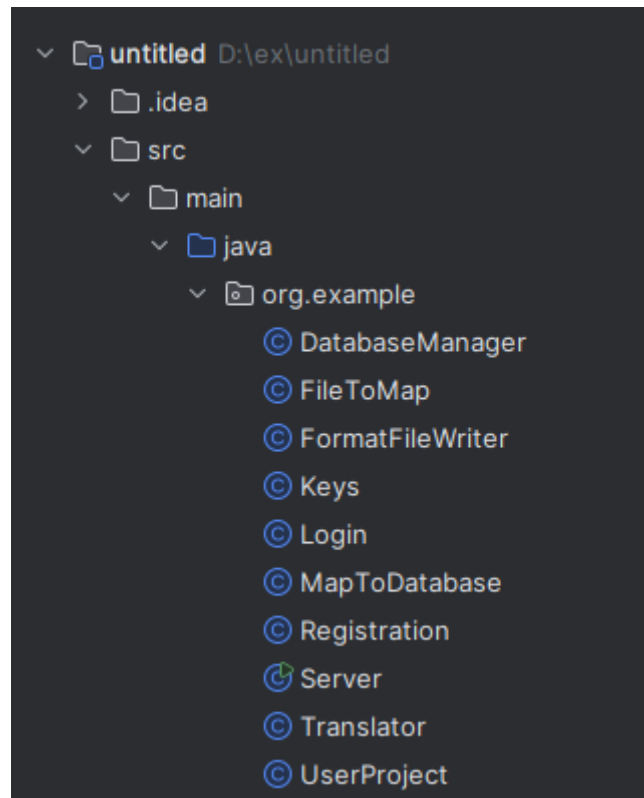 untitled D:\ex\untitled
.idea
src
main
java
org.example
DatabaseManager
FileToMap
FormatFileWriter
Keys
Login
MapToDatabase
Registration
Server
Translator
UserProject